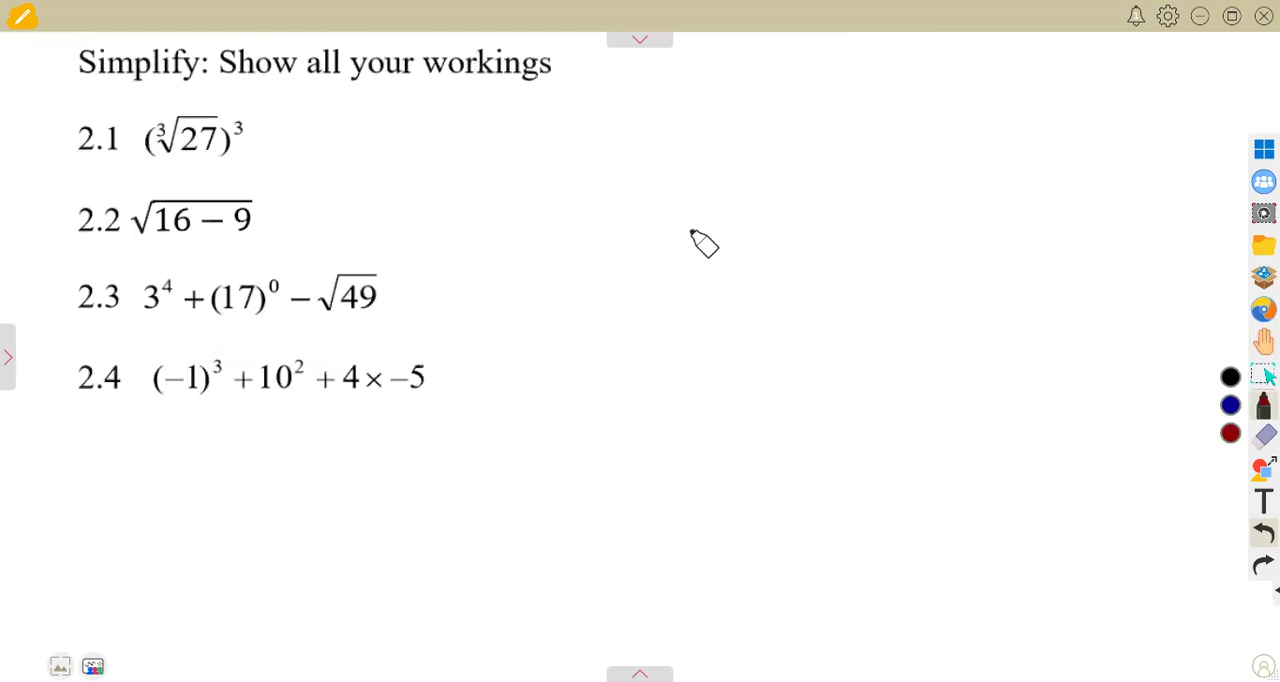 Simplify: Show all your workings
2.1 (∛27)³
2.2 √(16 − 9)
2.3 3⁴ + (17)⁰ − √49
2.4 (−1)³ + 10² + 4 × −5